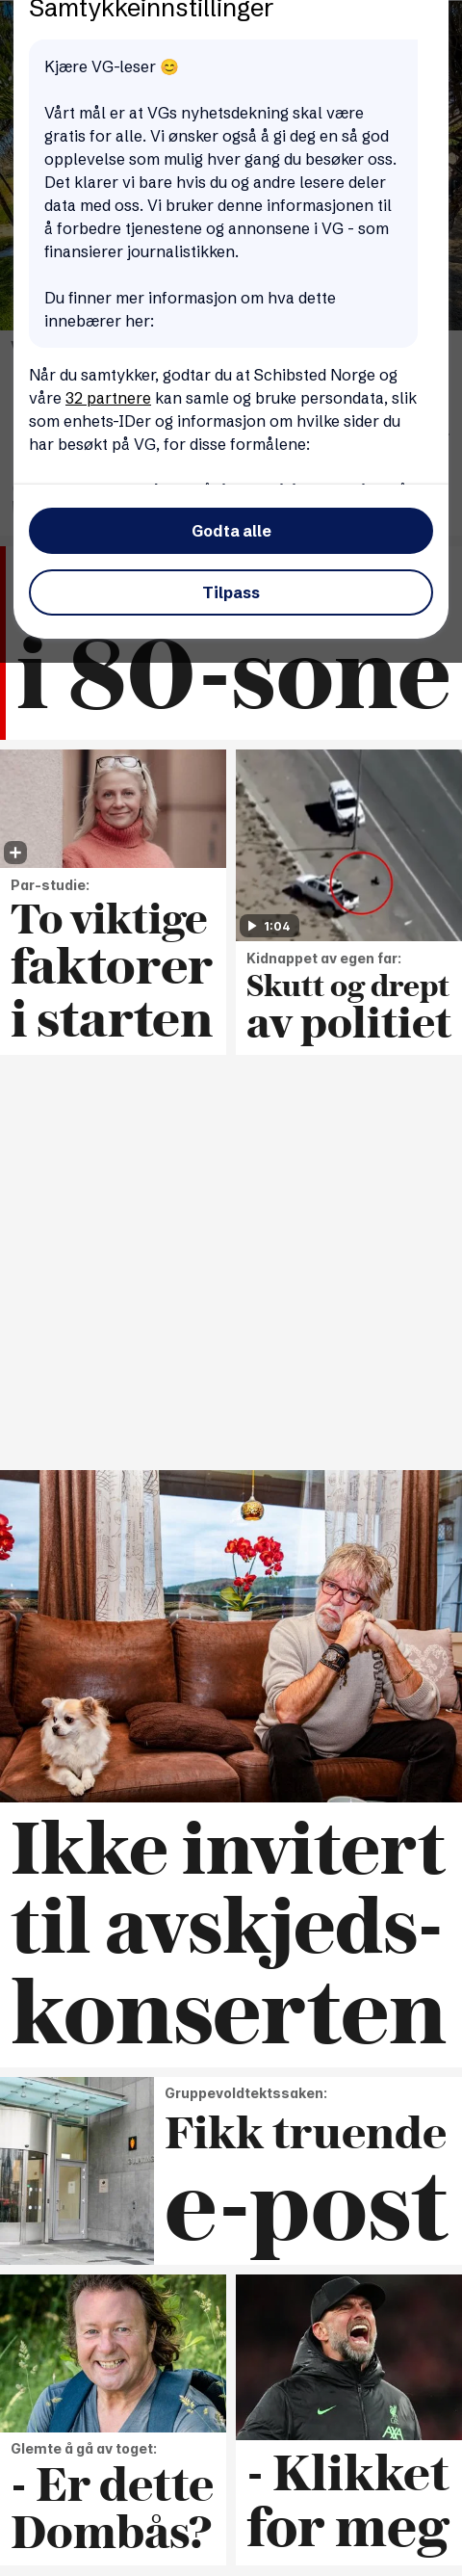 Samtykkeinnstillinger
Kjære VG-leser 😊
Vårt mål er at VGs nyhetsdekning skal være
gratis for alle. Vi ønsker også å gi deg en så god
opplevelse som mulig hver gang du besøker oss.
Det klarer vi bare hvis du og andre lesere deler
data med oss. Vi bruker denne informasjonen til
å forbedre tjenestene og annonsene i VG - som
finansierer journalistikken.
Du finner mer informasjon om hva dette
innebærer her:
Når du samtykker, godtar du at Schibsted Norge og
våre 32 partnere kan samle og bruke persondata, slik
som enhets-IDer og informasjon om hvilke sider du
har besøkt på VG, for disse formålene:
Godta alle
Tilpass
i 80-sone
Par-studie:
To viktige
faktorer
i starten
1:04
Kidnappet av egen far:
Skutt og drept
av politiet
Ikke invitert
til avskjeds-
konserten
Gruppevoldtektssaken:
Fikk truende
e-post
Glemte å gå av toget:
- Er dette
Dombås?
- Klikket
for meg